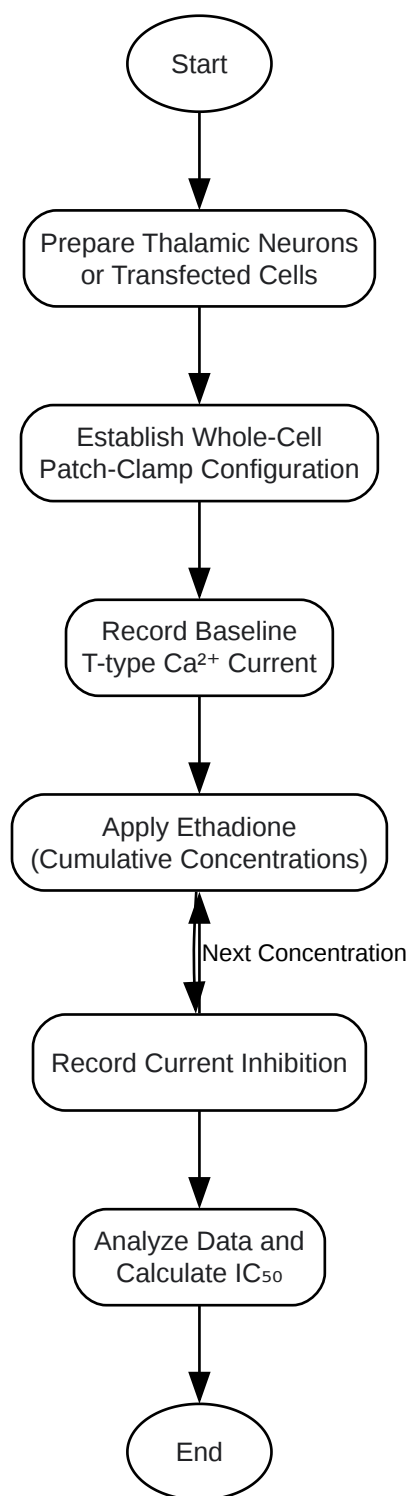 Start
Prepare Thalamic Neurons
or Transfected Cells
Establish Whole-Cell
Patch-Clamp Configuration
Record Baseline
T-type Ca²⁺ Current
Apply Ethadione
(Cumulative Concentrations)
Next Concentration
Record Current Inhibition
Analyze Data and
Calculate IC₅₀
End